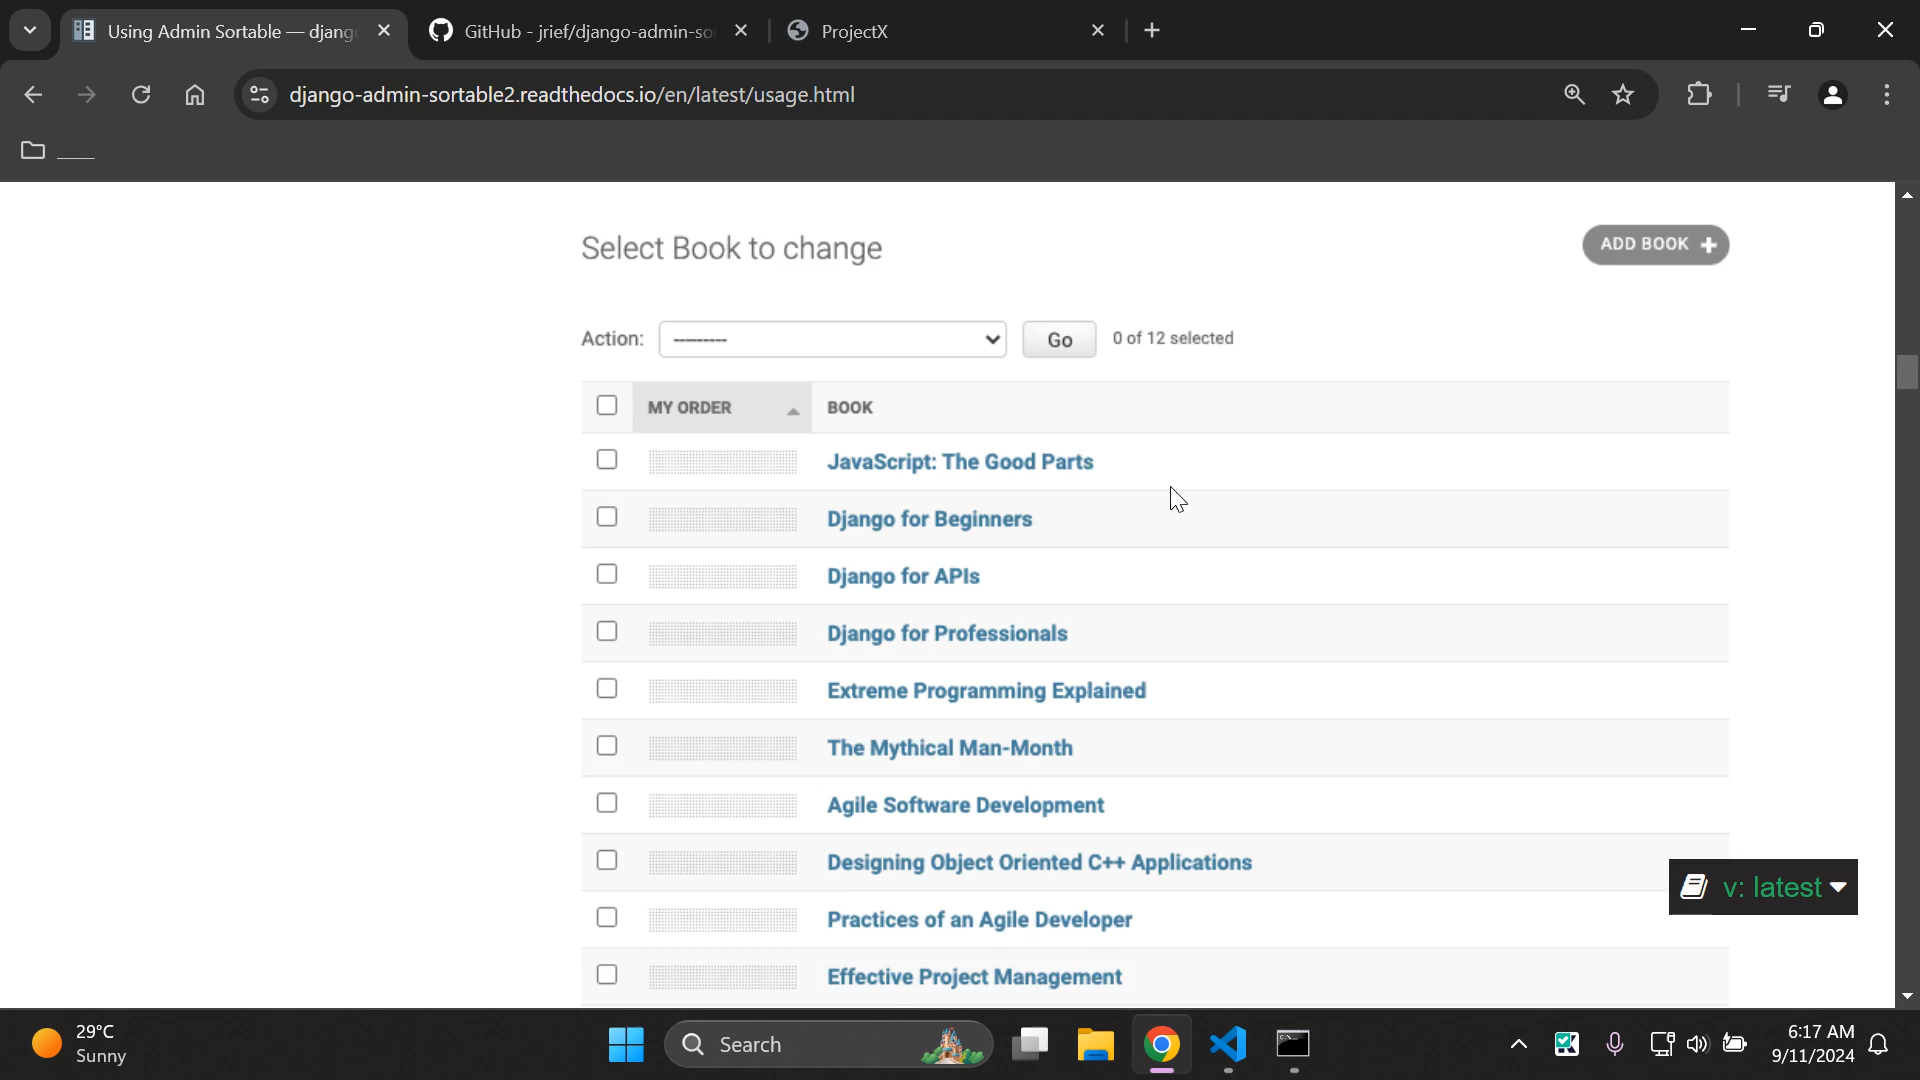 Using Admin Sortable — djang
GitHub - jrief/django-admin-so
ProjectX
django-admin-sortable2.readthedocs.io/en/latest/usage.html
____
Select Book to change
ADD BOOK +
Action:
---------
Go
0 of 12 selected
MY ORDER
BOOK
JavaScript: The Good Parts
Django for Beginners
Django for APIs
Django for Professionals
Extreme Programming Explained
The Mythical Man-Month
Agile Software Development
Designing Object Oriented C++ Applications
Practices of an Agile Developer
Effective Project Management
v: latest
29°C
Sunny
Search
6:17 AM
9/11/2024